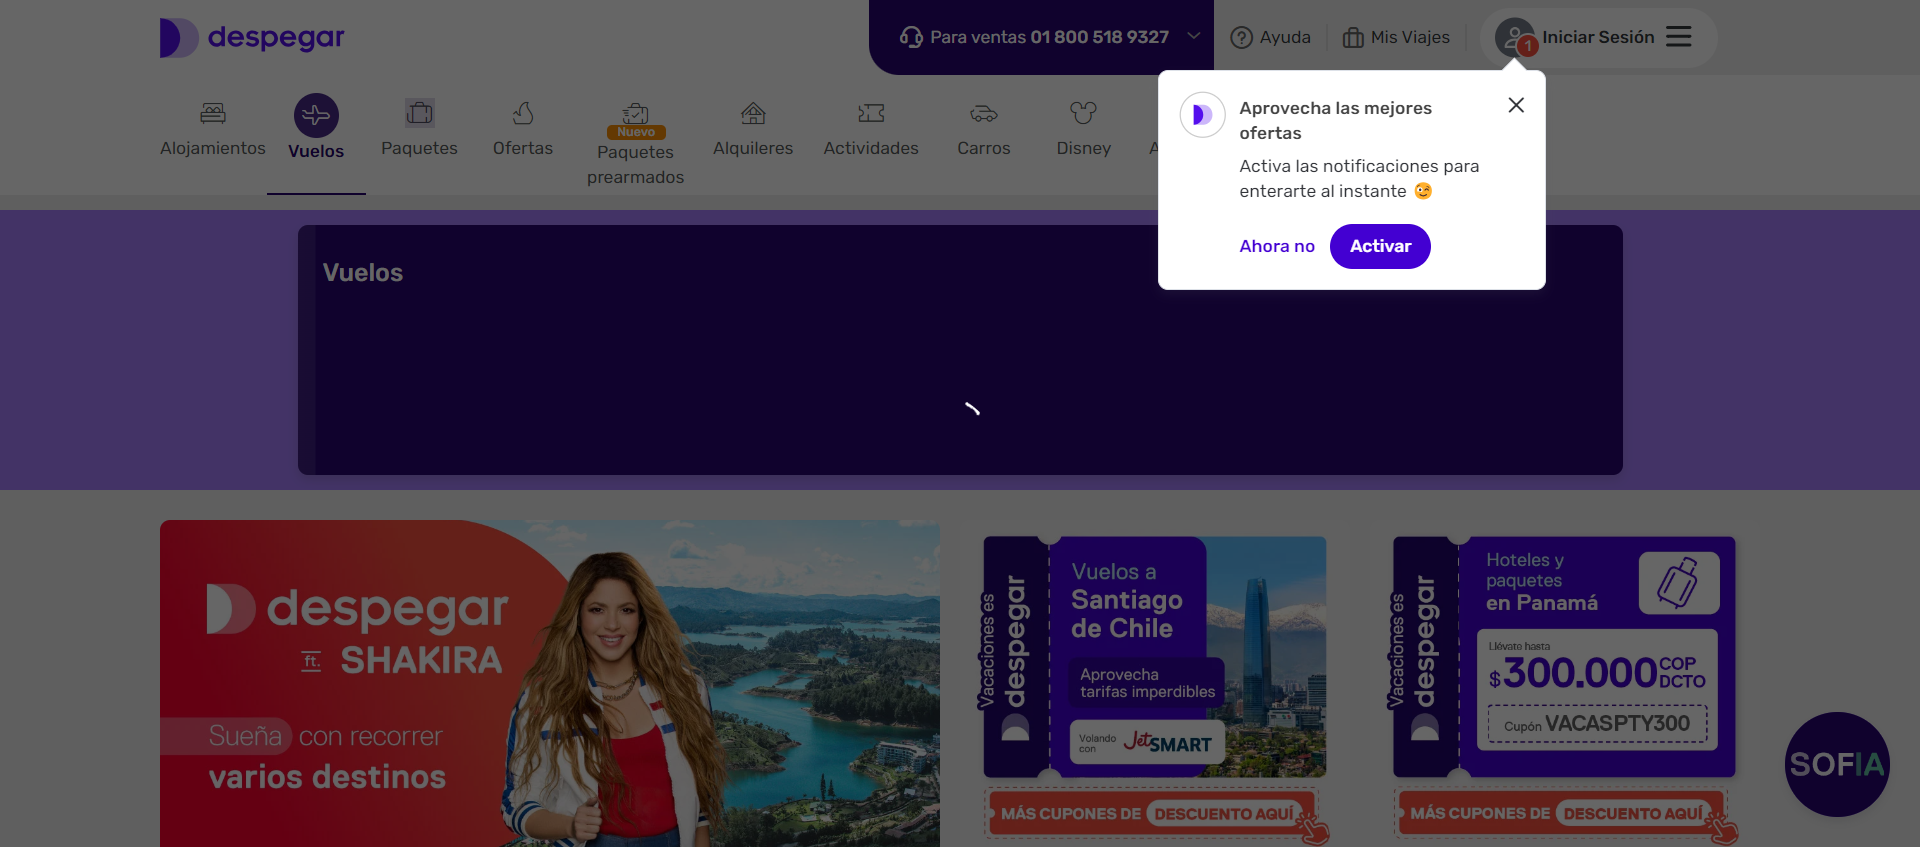 despegar
Para ventas 01 800 518 9327
Ayuda
Mis Viajes
1
Iniciar Sesión
Alojamientos
Vuelos
Paquetes
Ofertas
Nuevo
Paquetes
prearmados
Alquileres
Actividades
Carros
Disney
A
Aprovecha las mejores
ofertas
Activa las notificaciones para
enterarte al instante 😉
Ahora no
Activar
Vuelos
despegar
ft. SHAKIRA
Sueña con recorrer
varios destinos
Vacaciones es
despegar
Vuelos a
Santiago
de Chile
Aprovecha
tarifas imperdibles
Volando
con
JetSMART
MÁS CUPONES DE DESCUENTO AQUÍ
Vacaciones es
despegar
Hoteles y
paquetes
en Panamá
Llévate hasta
$300.000 COP
DCTO
Cupón VACASPTY300
MÁS CUPONES DE DESCUENTO AQUÍ
SOFIA